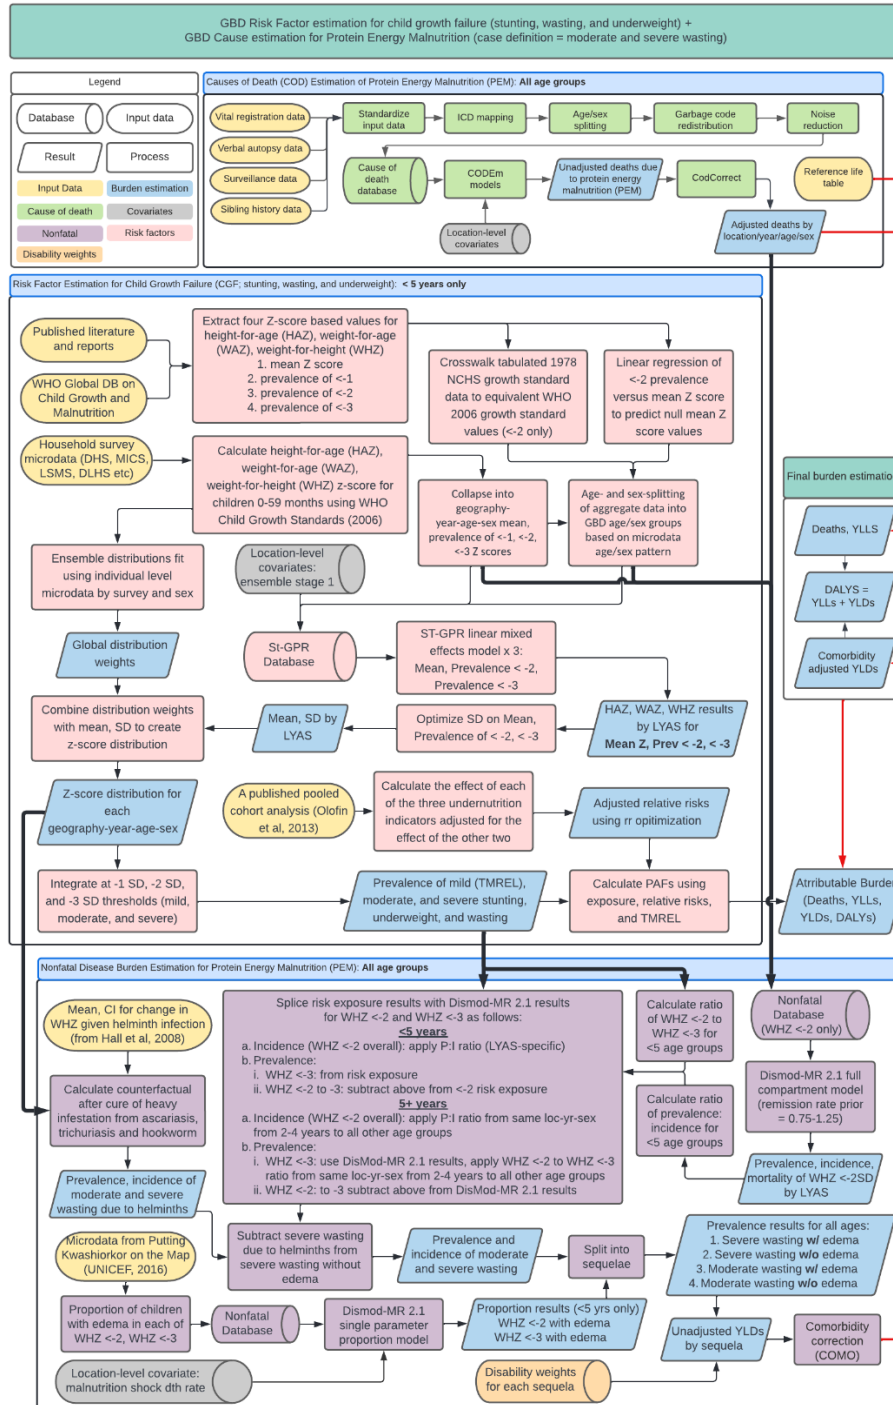 GBD Risk Factor estimation for child growth failure (stunting, wasting, and underweight) +
GBD Cause estimation for Protein Energy Malnutrition (case definition = moderate and severe wasting)
Legend
Database
Input data
Result
Process
Input Data
Burden estimation
Cause of death
Covariates
Nonfatal
Risk factors
Disability weights
Causes of Death (COD) Estimation of Protein Energy Malnutrition (PEM): All age groups
Vital registration data
Verbal autopsy data
Surveillance data
Sibling history data
Standardize
input data
ICD mapping
Age/sex
splitting
Garbage code
redistribution
Noise
reduction
Cause of
death
database
CODEm
models
Unadjusted deaths due
to protein energy
malnutrition (PEM)
CodCorrect
Reference life
table
Location-level
covariates
Adjusted deaths by
location/year/age/sex
Risk Factor Estimation for Child Growth Failure (CGF; stunting, wasting, and underweight): < 5 years only
Published literature
and reports
WHO Global DB on
Child Growth and
Malnutrition
Extract four Z-score based values for
height-for-age (HAZ), weight-for-age
(WAZ), weight-for-height (WHZ)
1. mean Z score
2. prevalence of <-1
3. prevalence of <-2
4. prevalence of <-3
Crosswalk tabulated 1978
NCHS growth standard
data to equivalent WHO
2006 growth standard
values (<-2 only)
Linear regression of
<-2 prevalence
versus mean Z score
to predict null mean Z
score values
Household survey
microdata (DHS, MICS,
LSMS, DLHS etc)
Calculate height-for-age (HAZ),
weight-for-age (WAZ),
weight-for-height (WHZ) z-score for
children 0-59 months using WHO
Child Growth Standards (2006)
Collapse into
geography-
year-age-sex mean,
prevalence of <-1, <-2,
<-3 Z scores
Age- and sex-splitting
of aggregate data into
GBD age/sex groups
based on microdata
age/sex pattern
Final burden estimation
Deaths, YLLS
DALYS =
YLLs + YLDs
Comorbidity
adjusted YLDs
Ensemble distributions fit
using individual level
microdata by survey and sex
Location-level
covariates:
ensemble stage 1
Global distribution
weights
St-GPR
Database
ST-GPR linear mixed
effects model x 3:
Mean, Prevalence < -2,
Prevalence < -3
Combine distribution weights
with mean, SD to create
z-score distribution
Mean, SD by
LYAS
Optimize SD on Mean,
Prevalence of < -2, < -3
HAZ, WAZ, WHZ results
by LYAS for
Mean Z, Prev < -2, < -3
Z-score distribution for
each
geography-year-age-sex
A published pooled
cohort analysis (Olofin
et al, 2013)
Calculate the effect of each
of the three undernutrition
indicators adjusted for the
effect of the other two
Adjusted relative risks
using rr opitimization
Integrate at -1 SD, -2 SD,
and -3 SD thresholds (mild,
moderate, and severe)
Prevalence of mild (TMREL),
moderate, and severe stunting,
underweight, and wasting
Calculate PAFs using
exposure, relative risks,
and TMREL
Atrributable Burden
(Deaths, YLLs,
YLDs, DALYs)
Nonfatal Disease Burden Estimation for Protein Energy Malnutrition (PEM): All age groups
Mean, CI for change in
WHZ given helminth infection
(from Hall et al, 2008)
Calculate counterfactual
after cure of heavy
infestation from ascariasis,
trichuriasis and hookworm
Prevalence, incidence of
moderate and severe
wasting due to helminths
Splice risk exposure results with Dismod-MR 2.1 results
for WHZ <-2 and WHZ <-3 as follows:
<5 years
a. Incidence (WHZ <-2 overall): apply P:I ratio (LYAS-specific)
b. Prevalence:
i. WHZ <-3: from risk exposure
ii. WHZ <-2 to -3: subtract above from <-2 risk exposure
5+ years
a. Incidence (WHZ <-2 overall): apply P:I ratio from same loc-yr-sex
from 2-4 years to all other age groups
b. Prevalence:
i. WHZ <-3: use DisMod-MR 2.1 results, apply WHZ <-2 to WHZ <-3
ratio from same loc-yr-sex from 2-4 years to all other age groups
ii. WHZ <-2: to -3 subtract above from DisMod-MR 2.1 results
Calculate ratio
of WHZ <-2 to
WHZ <-3 for
<5 age groups
Calculate ratio
of prevalence:
incidence for
<5 age groups
Nonfatal
Database
(WHZ <-2 only)
Dismod-MR 2.1 full
compartment model
(remission rate prior
= 0.75-1.25)
Prevalence, incidence,
mortality of WHZ <-2SD
by LYAS
Microdata from Putting
Kwashiorkor on the Map
(UNICEF, 2016)
Subtract severe wasting
due to helminths from
severe wasting without
edema
Prevalence and
incidence of moderate
and severe wasting
Split into
sequelae
Prevalence results for all ages:
1. Severe wasting w/ edema
2. Severe wasting w/o edema
3. Moderate wasting w/ edema
4. Moderate wasting w/o edema
Proportion of children
with edema in each of
WHZ <-2, WHZ <-3
Nonfatal
Database
Dismod-MR 2.1
single parameter
proportion model
Proportion results (<5 yrs only)
WHZ <-2 with edema
WHZ <-3 with edema
Unadjusted YLDs
by sequela
Comorbidity
correction
(COMO)
Location-level covariate:
malnutrition shock dth rate
Disability weights
for each sequela